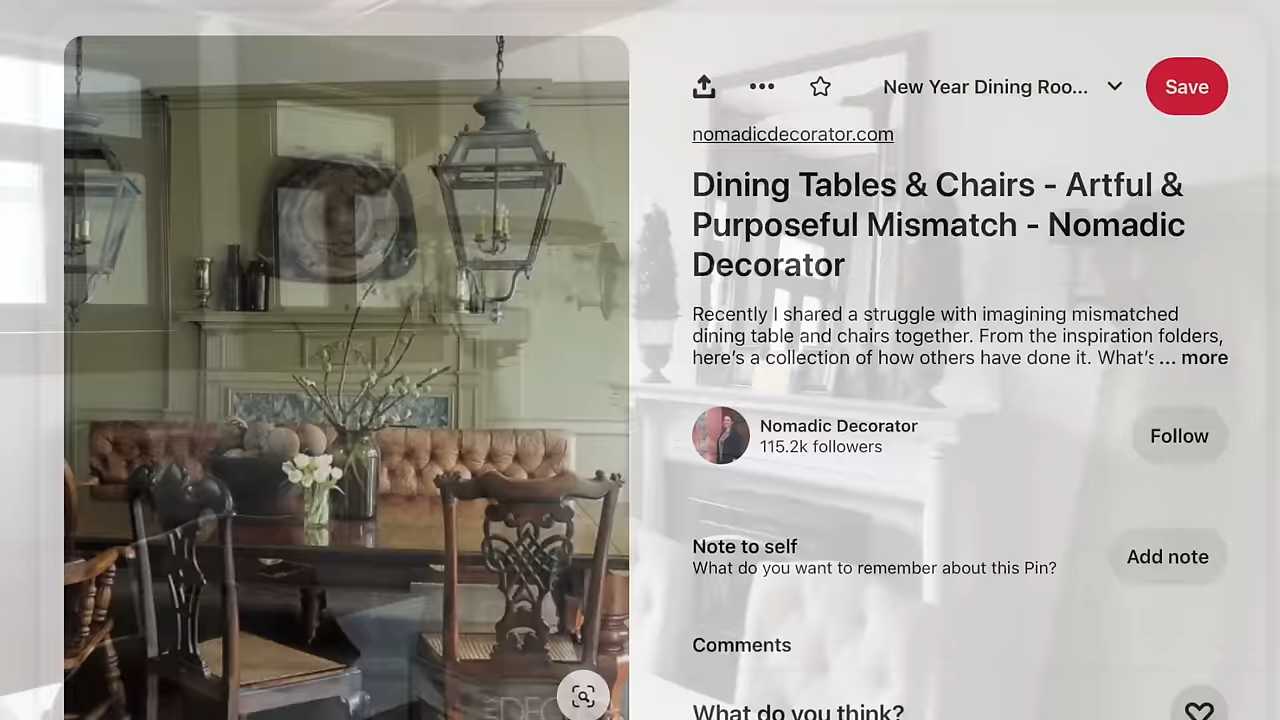 New Year Dining Roo...
Save
nomadicdecorator.com
Dining Tables & Chairs - Artful &
Purposeful Mismatch - Nomadic
Decorator
Recently I shared a struggle with imagining mismatched
dining table and chairs together. From the inspiration folders,
here's a collection of how others have done it. What's ... more
Nomadic Decorator
115.2k followers
Follow
Note to self
What do you want to remember about this Pin?
Add note
Comments
What do you think?